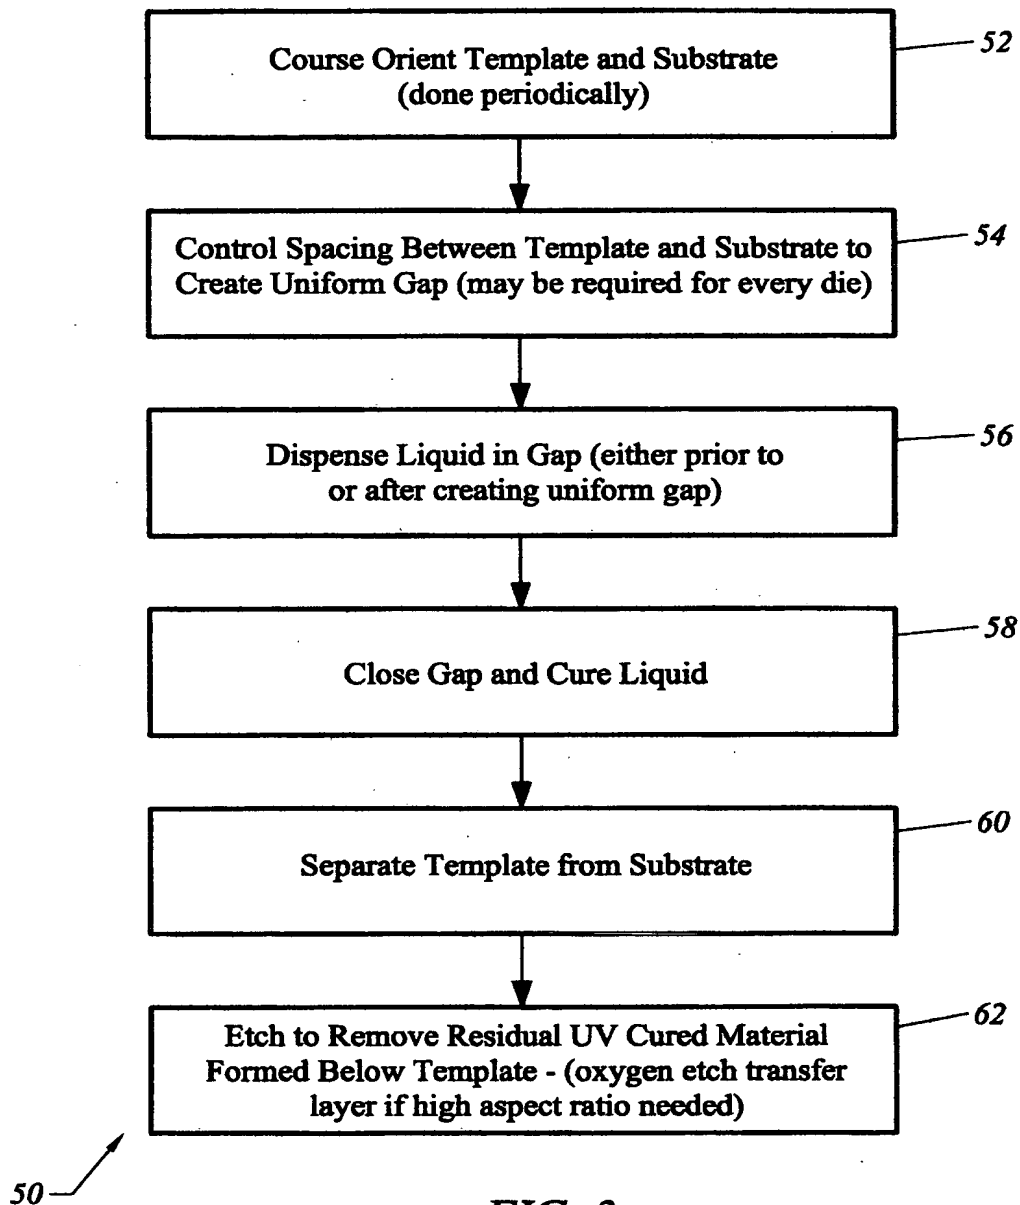 Course Orient Template and Substrate
(done periodically)
52
Control Spacing Between Template and Substrate to
Create Uniform Gap (may be required for every die)
54
Dispense Liquid in Gap (either prior to
or after creating uniform gap)
56
Close Gap and Cure Liquid
58
Separate Template from Substrate
60
Etch to Remove Residual UV Cured Material
Formed Below Template - (oxygen etch transfer
layer if high aspect ratio needed)
62
50